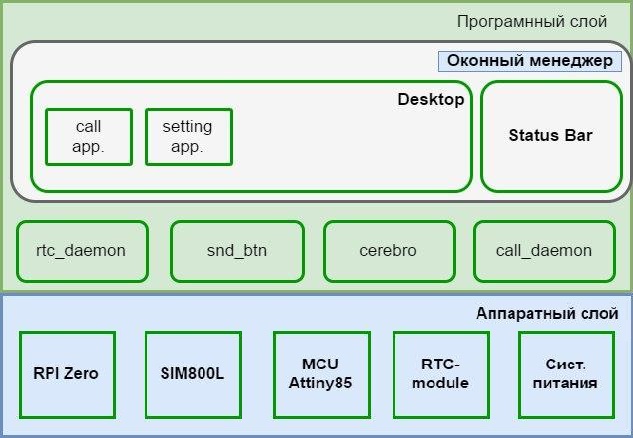 Програмнный слой
Оконный менеджер
Desktop
call
app.
setting
app.
Status Bar
rtc_daemon
snd_btn
cerebro
call_daemon
Аппаратный слой
RPI Zero
SIM800L
MCU
Attiny85
RTC-
module
Сист.
питания